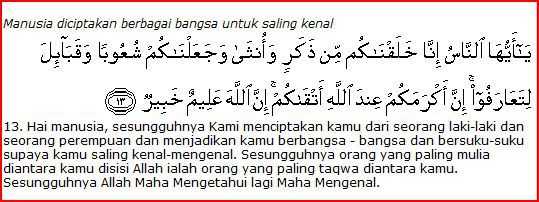 Manusia diciptakan berbagai bangsa untuk saling kenal
يَـٰٓأَيُّهَا ٱلنَّاسُ إِنَّا خَلَقْنَـٰكُم مِّن ذَكَرٍۢ وَأُنثَىٰ وَجَعَلْنَـٰكُمْ شُعُوبًۭا وَقَبَآئِلَ
لِتَعَارَفُوٓا۟ ۚ إِنَّ أَكْرَمَكُمْ عِندَ ٱللَّهِ أَتْقَىٰكُمْ ۚ إِنَّ ٱللَّهَ عَلِيمٌ خَبِيرٌۭ ١٣
13. Hai manusia, sesungguhnya Kami menciptakan kamu dari seorang laki-laki dan
seorang perempuan dan menjadikan kamu berbangsa - bangsa dan bersuku-suku
supaya kamu saling kenal-mengenal. Sesungguhnya orang yang paling mulia
diantara kamu disisi Allah ialah orang yang paling taqwa diantara kamu.
Sesungguhnya Allah Maha Mengetahui lagi Maha Mengenal.